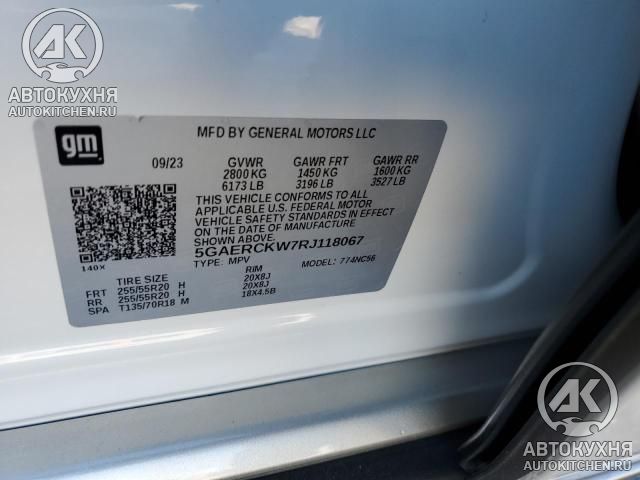 AK
АВТОКУХНЯ
AUTOKITCHEN.RU
gm
MFD BY GENERAL MOTORS LLC
09/23 GVWR GAWR FRT GAWR RR
2800 KG 1450 KG 1600 KG
6173 LB 3196 LB 3527 LB
THIS VEHICLE CONFORMS TO ALL
APPLICABLE U.S. FEDERAL MOTOR
VEHICLE SAFETY STANDARDS IN EFFECT
ON THE DATE OF MANUFACTURE
SHOWN ABOVE.
5GAERCKW7RJ118067
140X
TYPE: MPV MODEL: 774NC56
TIRE SIZE RIM
FRT 255/55R20 H 20X8J
RR 255/55R20 H 20X8J
SPA T135/70R18 M 18X4.5B
AK
АВТОКУХНЯ
AUTOKITCHEN.RU